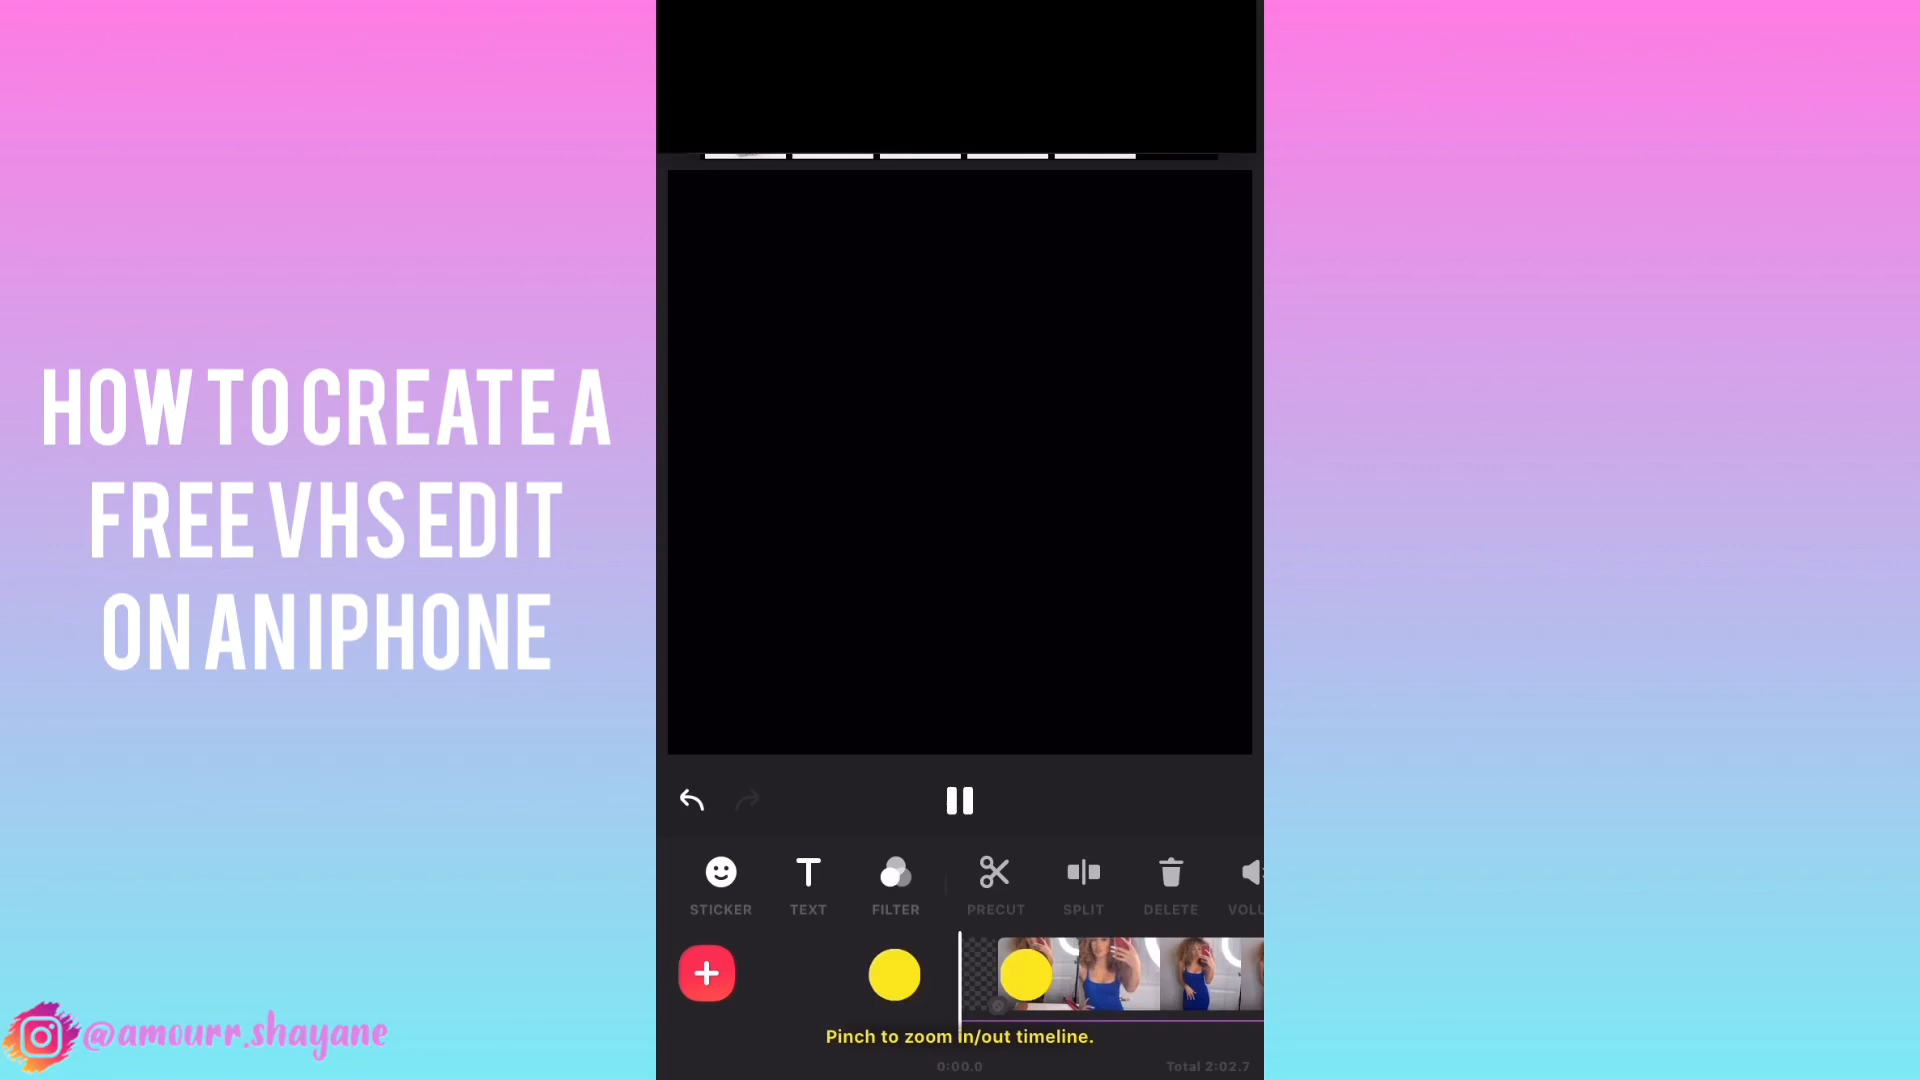 HOW TO CREATE A
FREE VHS EDIT
ON AN IPHONE
@amourr.shayane
STICKER
TEXT
FILTER
PRECUT
SPLIT
DELETE
VOLU
Pinch to zoom in/out timeline.
0:00.0
Total 2:02.7